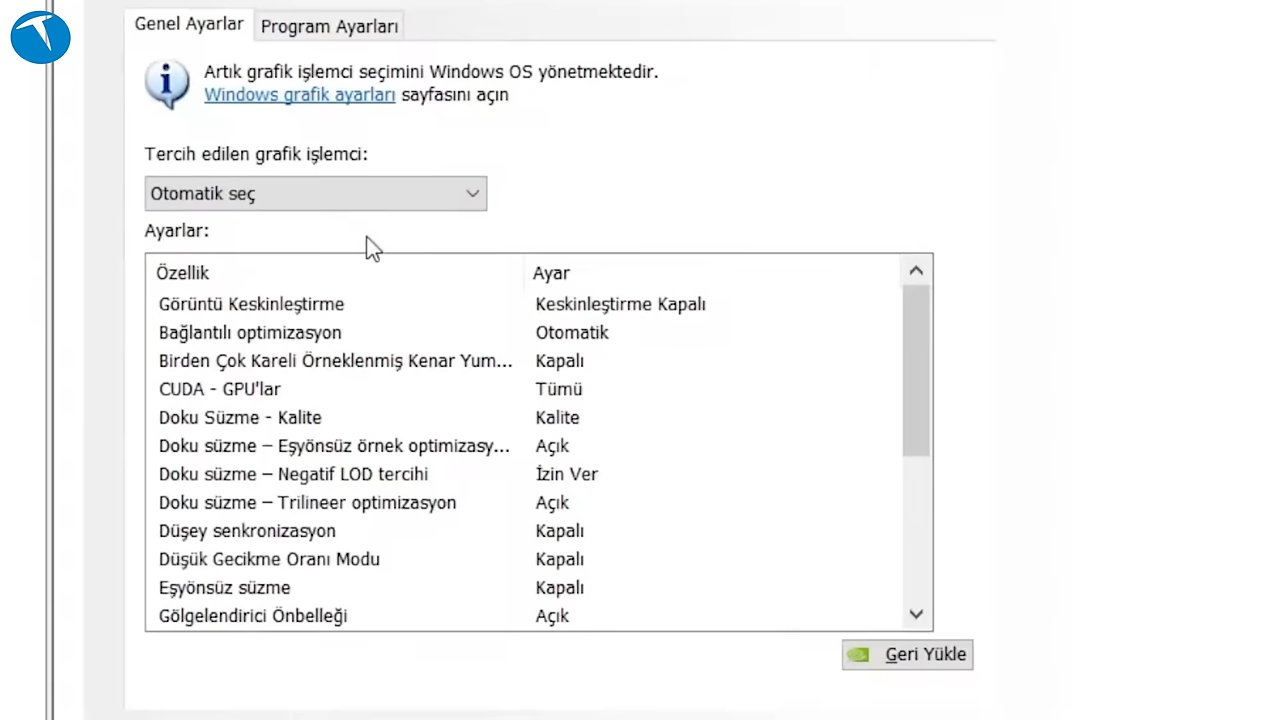 Genel Ayarlar
Program Ayarları
Artık grafik işlemci seçimini Windows OS yönetmektedir.
Windows grafik ayarları sayfasını açın
Tercih edilen grafik işlemci:
Otomatik seç
Ayarlar:
Özellik Ayar
Görüntü Keskinleştirme Keskinleştirme Kapalı
Bağlantılı optimizasyon Otomatik
Birden Çok Kareli Örneklenmiş Kenar Yum... Kapalı
CUDA - GPU'lar Tümü
Doku Süzme - Kalite Kalite
Doku süzme – Eşyönsüz örnek optimizasy... Açık
Doku süzme – Negatif LOD tercihi İzin Ver
Doku süzme – Trilineer optimizasyon Açık
Düşey senkronizasyon Kapalı
Düşük Gecikme Oranı Modu Kapalı
Eşyönsüz süzme Kapalı
Gölgelendirici Önbelleği Açık
Geri Yükle